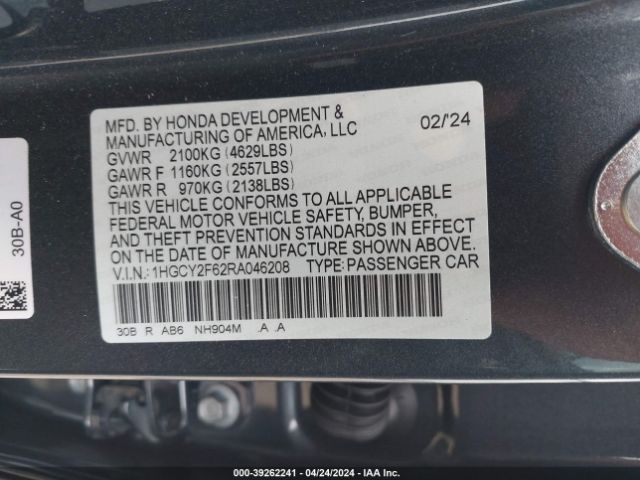 MFD. BY HONDA DEVELOPMENT &
MANUFACTURING OF AMERICA, LLC 02/'24
GVWR 2100KG (4629LBS)
GAWR F 1160KG (2557LBS)
GAWR R 970KG (2138LBS)
THIS VEHICLE CONFORMS TO ALL APPLICABLE
FEDERAL MOTOR VEHICLE SAFETY, BUMPER,
AND THEFT PREVENTION STANDARDS IN EFFECT
ON THE DATE OF MANUFACTURE SHOWN ABOVE.
V.I.N.: 1HGCY2F62RA046208 TYPE: PASSENGER CAR
30B R AB6 NH904M .A .A
30B-A0
000-39262241 - 04/24/2024 - IAA Inc.